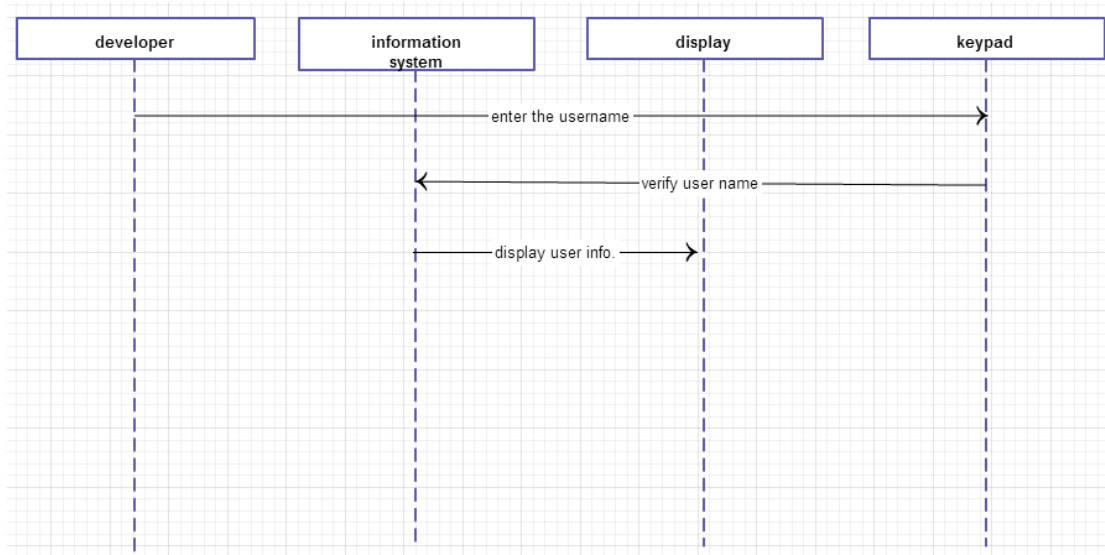 developer
information
system
display
keypad
enter the username
verify user name
display user info.